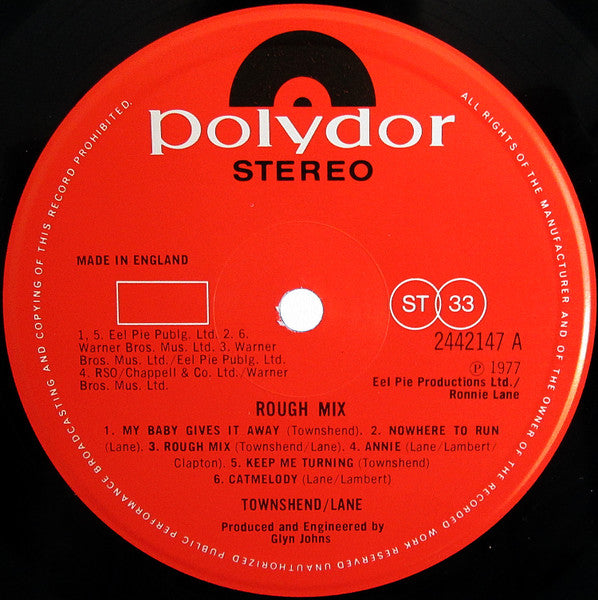 polydor
STEREO
ALL RIGHTS OF THE MANUFACTURER AND OF THE OWNER OF THE RECORDED WORK RESERVED UNAUTHORISED PUBLIC PERFORMANCE BROADCASTING AND COPYING OF THIS RECORD PROHIBITED.
MADE IN ENGLAND
ST 33
1, 5. Eel Pie Publg. Ltd. 2. 6.
Warner Bros. Mus. Ltd. 3. Warner
Bros. Mus. Ltd./Eel Pie Publg. Ltd.
4. RSO/Chappell & Co. Ltd./Warner
Bros. Mus. Ltd.
2442147 A
℗ 1977
Eel Pie Productions Ltd./
Ronnie Lane
ROUGH MIX
1. MY BABY GIVES IT AWAY (Townshend). 2. NOWHERE TO RUN
(Lane). 3. ROUGH MIX (Townshend/Lane). 4. ANNIE (Lane/Lambert/
Clapton). 5. KEEP ME TURNING (Townshend)
6. CATMELODY (Lane/Lambert)
TOWNSHEND/LANE
Produced and Engineered by
Glyn Johns